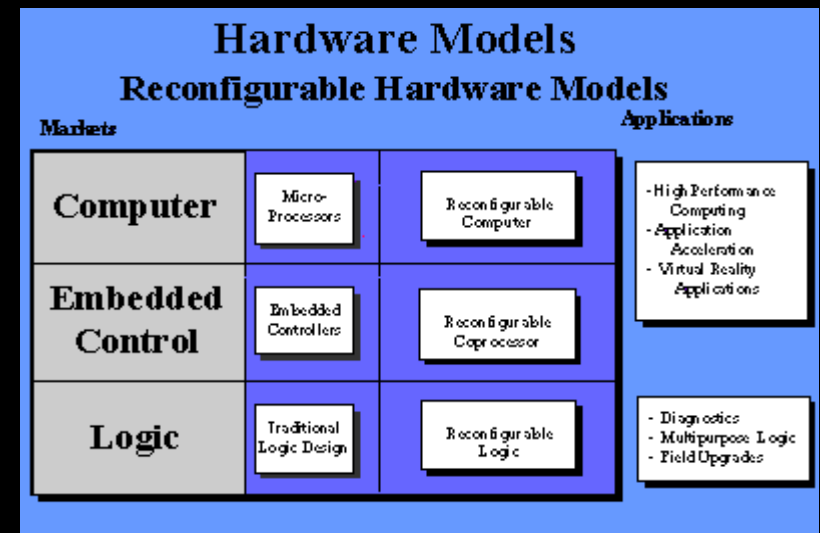 Hardware Models
Reconfigurable Hardware Models
Markets
Applications
Computer
Micro-
Processors
Reconfigurable
Computer
- High Performance
Computing
- Application
Acceleration
- Virtual Reality
Applications
Embedded
Control
Embedded
Controllers
Reconfigurable
Coprocessor
Logic
Traditional
Logic Design
Reconfigurable
Logic
- Diagnostics
- Multipurpose Logic
- Field Upgrades